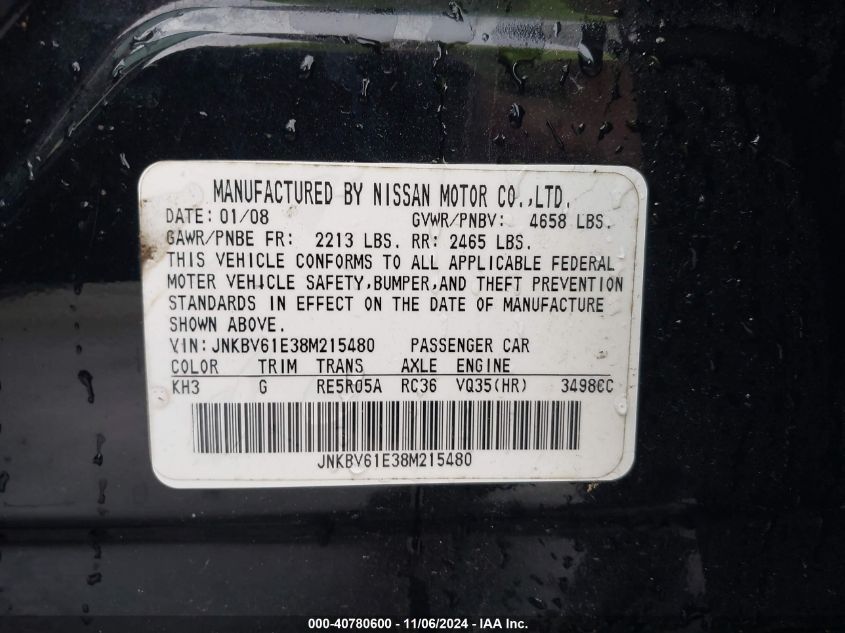 MANUFACTURED BY NISSAN MOTOR CO.,LTD.
DATE: 01/08 GVWR/PNBV: 4658 LBS.
GAWR/PNBE FR: 2213 LBS. RR: 2465 LBS.
THIS VEHICLE CONFORMS TO ALL APPLICABLE FEDERAL
MOTER VEHICLE SAFETY,BUMPER,AND THEFT PREVENTION
STANDARDS IN EFFECT ON THE DATE OF MANUFACTURE
SHOWN ABOVE.
VIN: JNKBV61E38M215480 PASSENGER CAR
COLOR TRIM TRANS AXLE ENGINE
KH3 G RE5R05A RC36 VQ35(HR) 3498CC
JNKBV61E38M215480
000-40780600 - 11/06/2024 - IAA Inc.